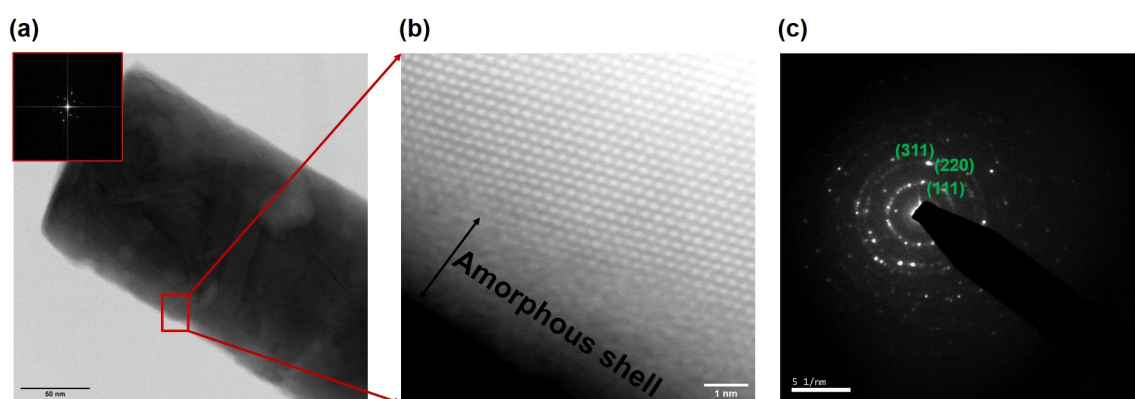 (a)
(b)
(c)
50 nm
Amorphous shell
1 nm
(311)
(220)
(111)
5 1/nm